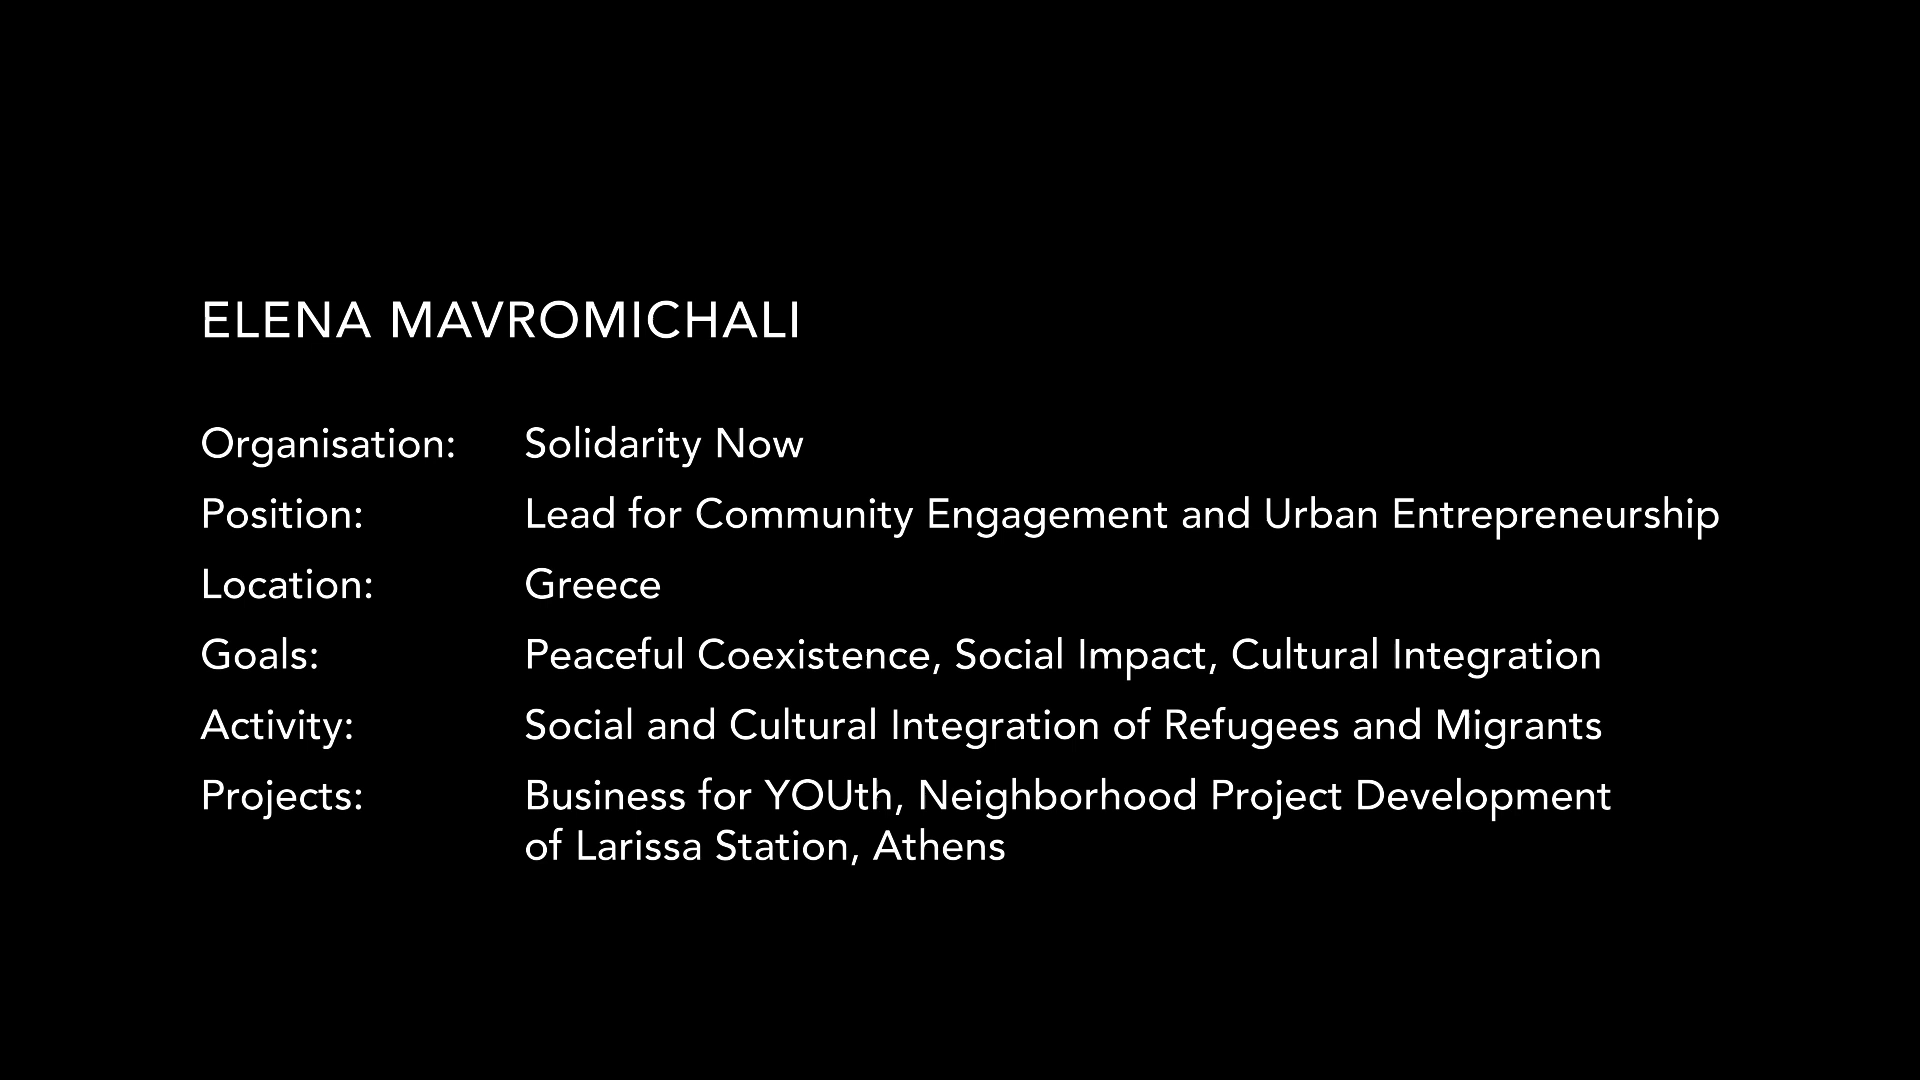 ELENA MAVROMICHALI
Organisation: Solidarity Now
Position: Lead for Community Engagement and Urban Entrepreneurship
Location: Greece
Goals: Peaceful Coexistence, Social Impact, Cultural Integration
Activity: Social and Cultural Integration of Refugees and Migrants
Projects: Business for YOUth, Neighborhood Project Development
of Larissa Station, Athens